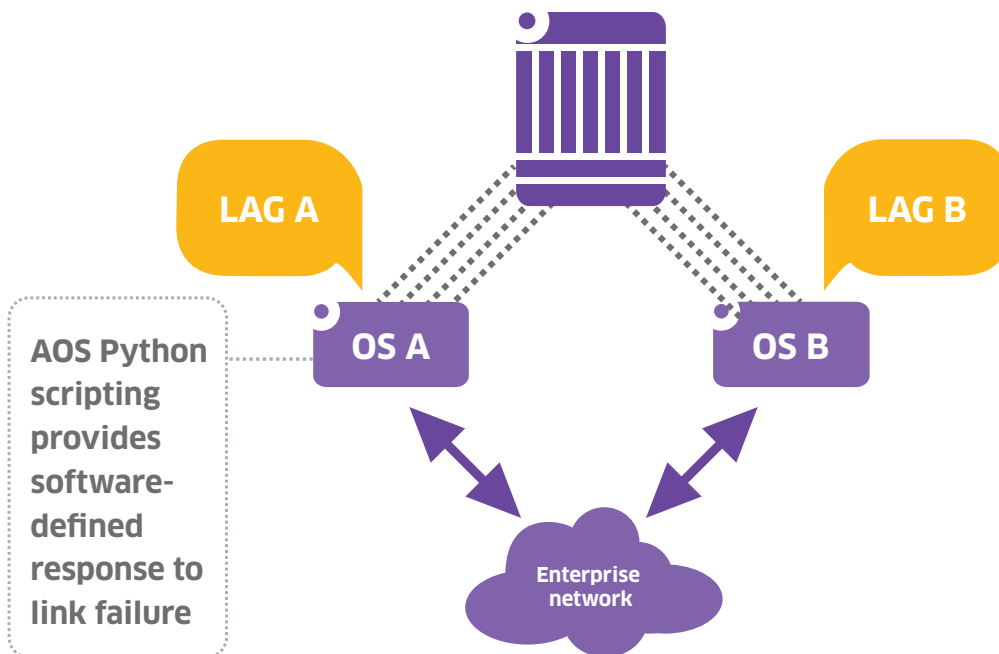 LAG A
LAG B
OS A
OS B
AOS Python
scripting
provides
software-
defined
response to
link failure
Enterprise
network